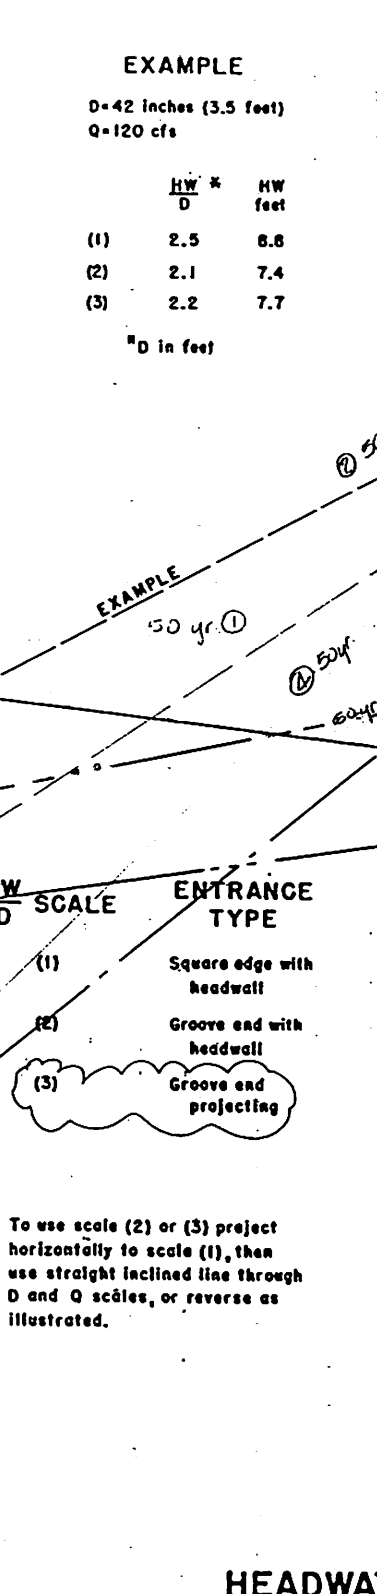 EXAMPLE
D=42 inches (3.5 feet)
Q=120 cfs
HW * HW
D feet
(1) 2.5 8.8
(2) 2.1 7.4
(3) 2.2 7.7
*D in feet
② 50
EXAMPLE
50 yr. ①
④ 50yr.
W
D SCALE ENTRANCE
TYPE
(1) Square edge with
headwall
(2) Groove end with
headwall
(3) Groove end
projecting
To use scale (2) or (3) project
horizontally to scale (1), then
use straight inclined line through
D and Q scales, or reverse as
illustrated.
HEADWA